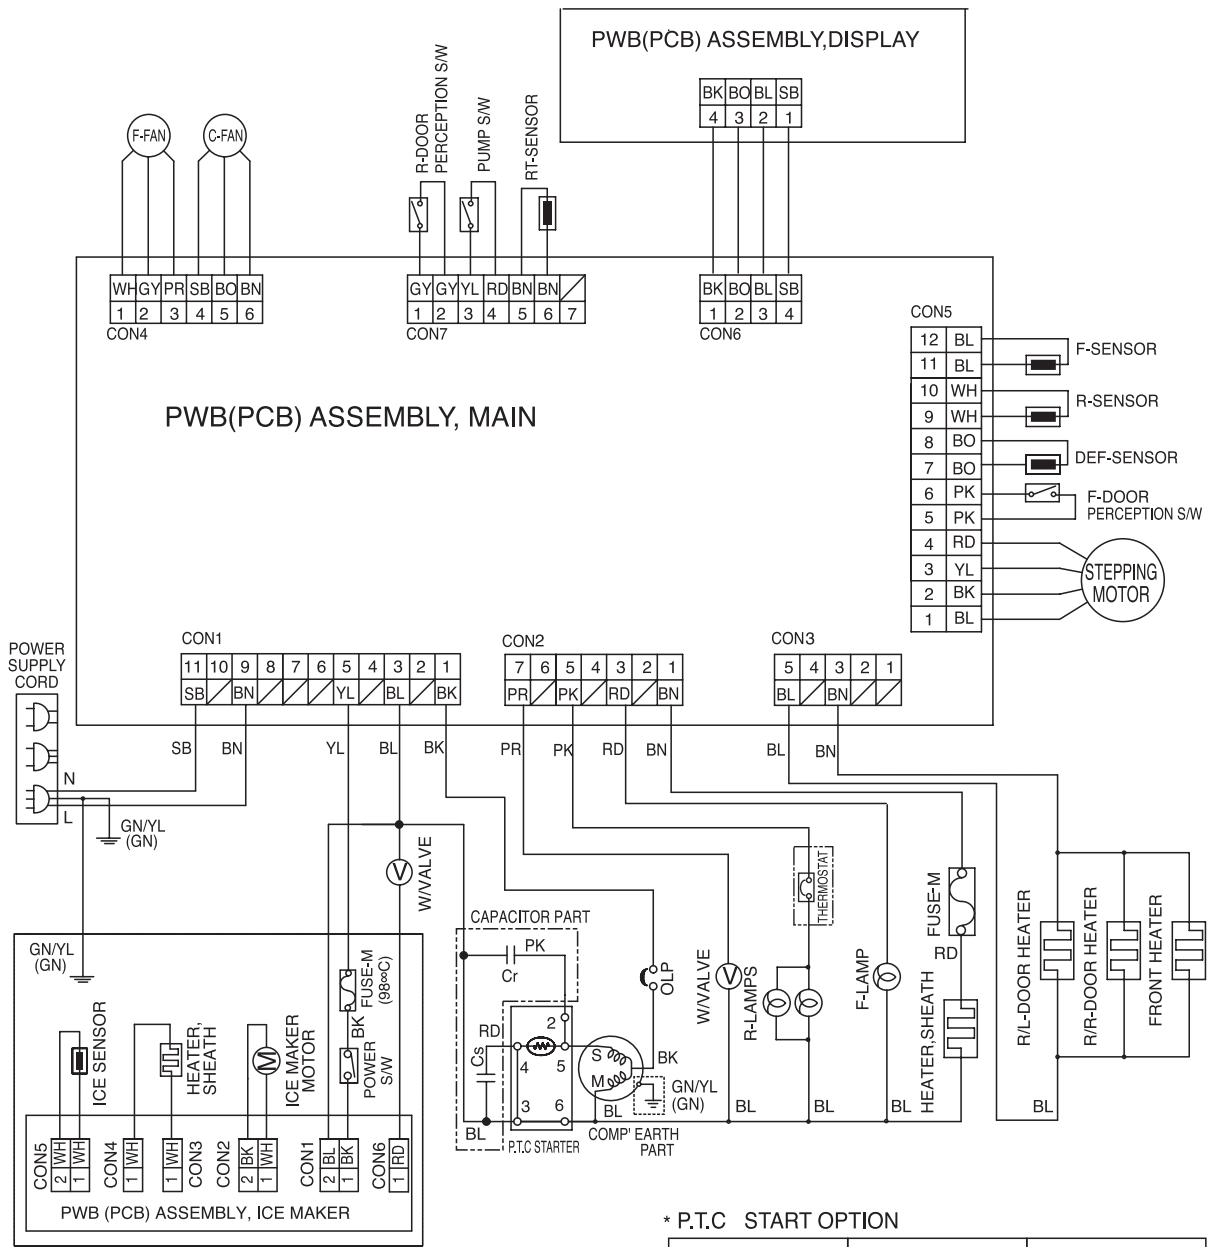 PWB(PCB) ASSEMBLY,DISPLAY
BK BO BL SB
4 3 2 1
F-FAN
C-FAN
R-DOOR
PERCEPTION S/W
PUMP S/W
RT-SENSOR
WH GY PR SB BO BN
1 2 3 4 5 6
CON4
GY GY YL RD BN BN
1 2 3 4 5 6 7
CON7
BK BO BL SB
1 2 3 4
CON6
CON5
12 BL
11 BL
10 WH
9 WH
8 BO
7 BO
6 PK
5 PK
4 RD
3 YL
2 BK
1 BL
F-SENSOR
R-SENSOR
DEF-SENSOR
F-DOOR
PERCEPTION S/W
STEPPING
MOTOR
PWB(PCB) ASSEMBLY, MAIN
POWER
SUPPLY
CORD
N
L
GN/YL
(GN)
CON1
11 10 9 8 7 6 5 4 3 2 1
SB BN YL BL BK
SB BN YL BL BK
CON2
7 6 5 4 3 2 1
PR PK RD BN
PR PK RD BN
CON3
5 4 3 2 1
BL BN
BL BN
W/VALVE
V
CAPACITOR PART
PK
Cr
RD
Cs
2
4 5
3 6
BL
P.T.C STARTER
S
M
BL
COMP'
EARTH
PART
OLP
BK
GN/YL
(GN)
W/VALVE
V
BL
R-LAMPS
THERMOSTAT
BL
F-LAMP
BL
FUSE-M
RD
HEATER,SHEATH
R/L-DOOR HEATER
R/R-DOOR HEATER
FRONT HEATER
BL
GN/YL
(GN)
ICE SENSOR
HEATER,
SHEATH
ICE MAKER
MOTOR
M
FUSE-M
(98∞C)
BK
POWER
S/W
CON5
2 WH
1 WH
CON4
1 WH
CON3
1 WH
CON2
2 BK
1 WH
CON1
2 BL
1 BK
CON6
1 RD
PWB (PCB) ASSEMBLY, ICE MAKER
* P.T.C START OPTION